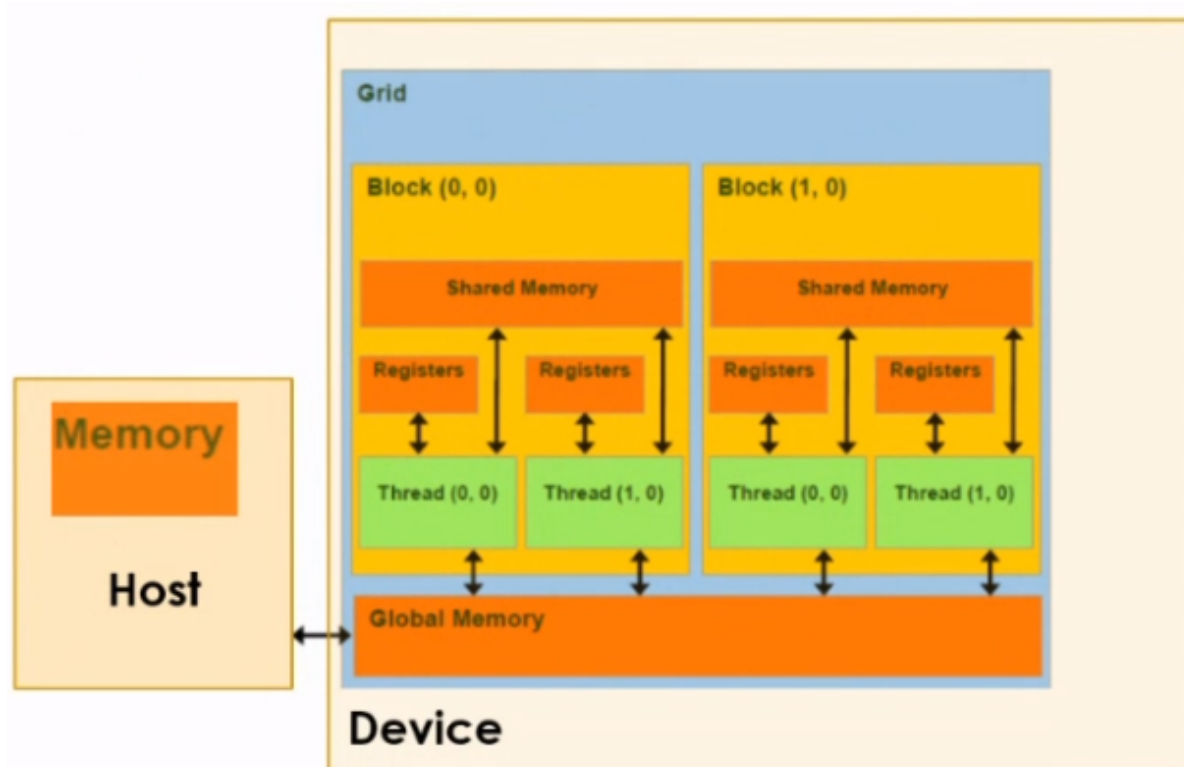 Grid
Block (0, 0)
Block (1, 0)
Shared Memory
Shared Memory
Registers
Registers
Registers
Registers
Memory
Thread (0, 0)
Thread (1, 0)
Thread (0, 0)
Thread (1, 0)
Host
Global Memory
Device